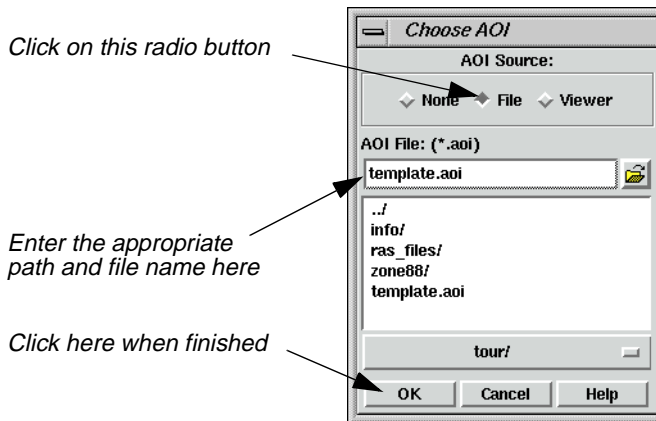 Choose AOI
Click on this radio button
AOI Source:
None File Viewer
AOI File: (*.aoi)
template.aoi
../
Enter the appropriate
path and file name here
info/
ras_files/
zone88/
template.aoi
Click here when finished
tour/
OK Cancel Help